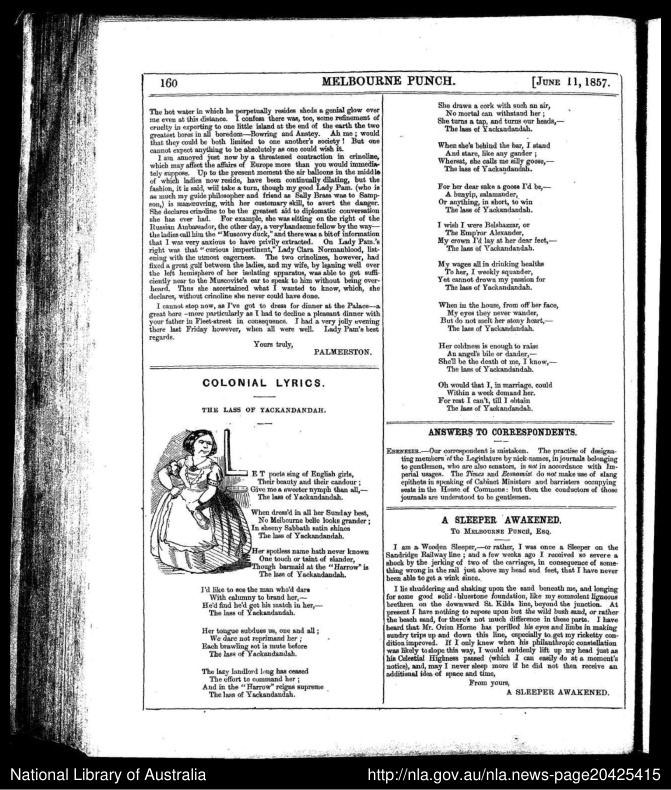 160
MELBOURNE PUNCH.
[JUNE 11, 1857.
The hot water in which he perpetually resides sheds a genial glow over
me even at this distance. I confess there was, too, some refinement of
cruelty in exporting to one little island at the end of the earth the two
greatest bores in all boredom—Bowring and Anstey. Ah me; would
that they could be both limited to one another's society! But one
cannot expect anything to be absolutely as one could wish it.
I am annoyed just now by a threatened contraction in crinoline,
which may affect the affairs of Europe more than you would immedia-
tely suppose. Up to the present moment the air balloons in the middle
of which ladies now reside, have been continually dilating, but the
fashion, it is said, will take a turn, though my good Lady Pam. (who is
as much my guide philosopher and friend as Sally Brass was to Samp-
son,) is manœuvring, with her customary skill, to avert the danger.
She declares crinoline to be the greatest aid to diplomatic conversation
she has ever had. For example, she was sitting on the right of the
Russian Ambassador, the other day, a very handsome fellow by the way—
the ladies call him the "Muscovy duck," and there was a bit of information
that I was very anxious to have privily extracted. On Lady Pam.'s
right was that "curious impertinent," Lady Clara Normanblood, list-
ening with the utmost eagerness. The two crinolines, however, had
fixed a great gulf between the ladies, and my wife, by leaning well over
the left hemisphere of her isolating apparatus, was able to get suffi-
ciently near to the Muscovite's ear to speak to him without being over-
heard. Thus she ascertained what I wanted to know, which, she
declares, without crinoline she never could have done.
I cannot stop now, as I've got to dress for dinner at the Palace—a
great bore—more particularly as I had to decline a pleasant dinner with
your father in Fleet-street in consequence. I had a very jolly evening
there last Friday however, when all were well. Lady Pam's best
regards.
Yours truly,
PALMERSTON.
COLONIAL LYRICS.
THE LASS OF YACKANDANDAH.
LET poets sing of English girls,
Their beauty and their candour;
Give me a sweeter nymph than all,—
The lass of Yackandandah.
When dress'd in all her Sunday best,
No Melbourne belle looks grander;
In sheeny Sabbath satin shines
The lass of Yackandandah.
Her spotless name hath never known
One touch or taint of slander,
Though barmaid at the "Harrow" is
The lass of Yackandandah.
I'd like to see the man who'd dare
With calumny to brand her,—
He'd find he'd got his match in her,—
The lass of Yackandandah.
Her tongue subdues us, one and all;
We dare not reprimand her;
Each brawling sot is mute before
The lass of Yackandandah.
The lazy landlord long has ceased
The effort to command her;
And in the "Harrow" reigns supreme
The lass of Yackandandah.
She draws a cork with such an air,
No mortal can withstand her;
She turns a tap, and turns our heads,—
The lass of Yackandandah.
When she's behind the bar, I stand
And stare, like any gander;
Whereat, she calls me silly goose,—
The lass of Yackandandah.
For her dear sake a goose I'd be,—
A bunyip, salamander,
Or anything, in short, to win
The lass of Yackandandah.
I wish I were Belshazzar, or
The Emp'ror Alexander,
My crown I'd lay at her dear feet,—
The lass of Yackandandah.
My wages all in drinking healths
To her, I weekly squander,
Yet cannot drown my passion for
The lass of Yackandandah.
When in the house, from off her face,
My eyes they never wander,
But do not melt her stony heart,—
The lass of Yackandandah.
Her coldness is enough to raise
An angel's bile or dander,—
She'll be the death of me, I know,—
The lass of Yackandandah.
Oh would that I, in marriage, could
Within a week demand her.
For rest I can't, till I obtain
The lass of Yackandandah.
ANSWERS TO CORRESPONDENTS.
EBENEZER.—Our correspondent is mistaken. The practise of designa-
ting members of the Legislature by nick-names, in journals belonging
to gentlemen, who are also senators, is not in accordance with Im-
perial usages. The Times and Economist do not make use of slang
epithets in speaking of Cabinet Ministers and barristers occupying
seats in the House of Commons: but then the conductors of those
journals are understood to be gentlemen.
A SLEEPER AWAKENED.
TO MELBOURNE PUNCH, ESQ.
I am a Wooden Sleeper,—or rather, I was once a Sleeper on the
Sandridge Railway line; and a few weeks ago I received so severe a
shock by the jerking of two of the carriages, in consequence of some-
thing wrong in the rail just above my head and feet, that I have never
been able to get a wink since.
I lie shuddering and shaking upon the sand beneath me, and longing
for some good solid bluestone foundation, like my somnolent ligneous
brethren on the downward St. Kilda line, beyond the junction. At
present I have nothing to repose upon but the wild bush sand, or rather
the beach sand, for there's not much difference in these parts. I have
heard that Mr. Orion Horne has perilled his eyes and limbs in making
sundry trips up and down this line, especially to get my ricketty con-
dition improved. If I only knew when his philanthropic constellation
was likely to slope this way, I would suddenly lift up my head just as
his Celestial Highness passed (which I can easily do at a moment's
notice), and, may I never sleep more if he did not then receive an
additional idea of space and time,
From yours,
A SLEEPER AWAKENED.
National Library of Australia
http://nla.gov.au/nla.news-page20425415